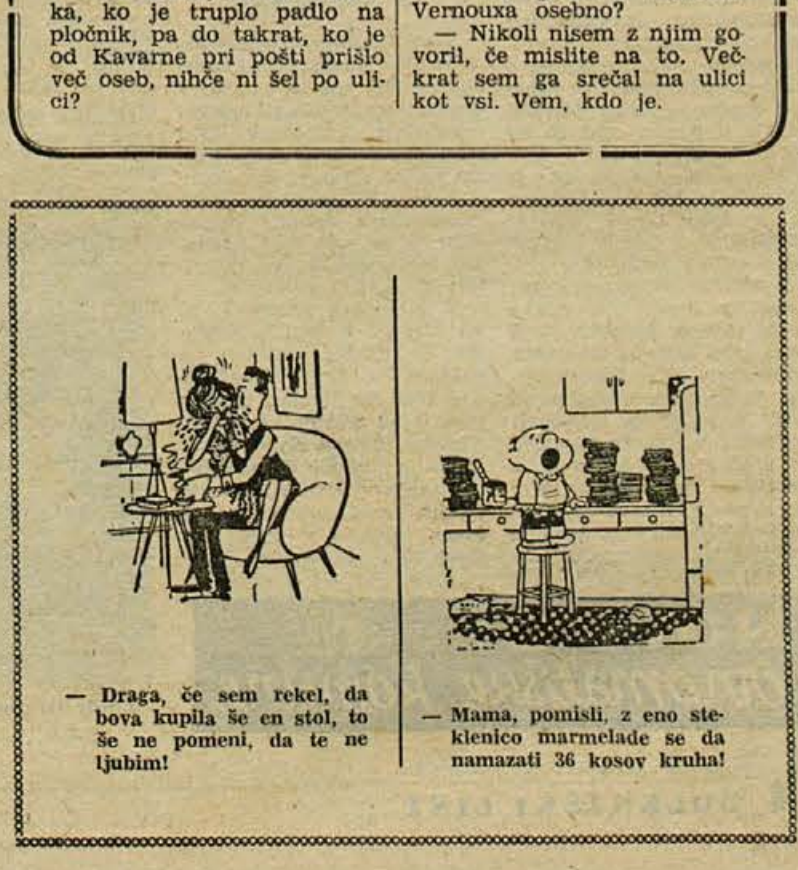 ka, ko je truplo padlo na
pločnik, pa do takrat, ko je
od Kavarne pri pošti prišlo
več oseb, nihče ni šel po uli-
ci?
Vernouxa osebno?
— Nikoli nisem z njim go
voril, če mislite na to. Več-
krat sem ga srečal na ulici
kot vsi. Vem, kdo je.
— Draga, če sem rekel, da
bova kupila še en stol, to
še ne pomeni, da te ne
ljubim!
— Mama, pomisli, z eno ste-
klenico marmelade se da
namazati 36 kosov kruha!